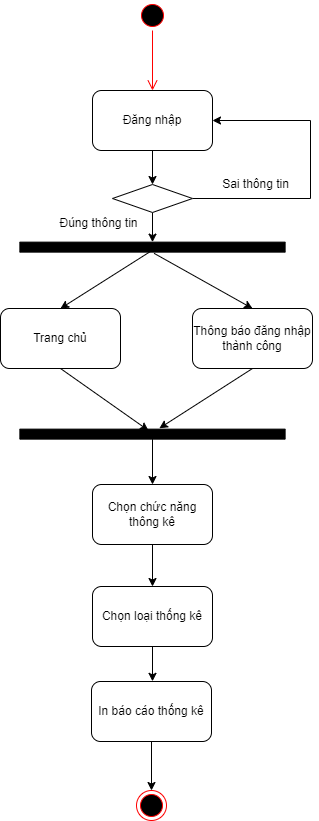 Đăng nhập
Sai thông tin
Đúng thông tin
Trang chủ
Thông báo đăng nhập
thành công
Chọn chức năng
thông kê
Chọn loại thống kê
In báo cáo thống kê